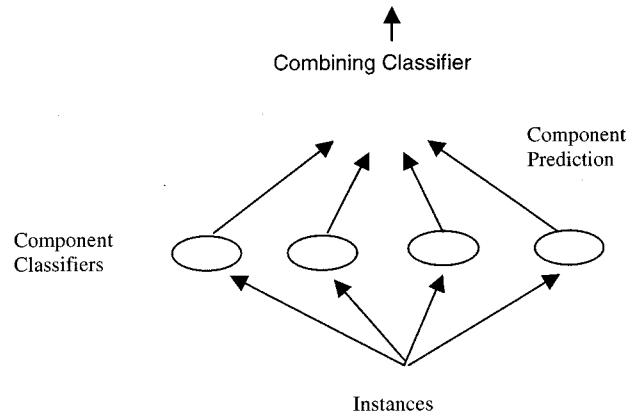 Combining Classifier
Component
Prediction
Component
Classifiers
Instances